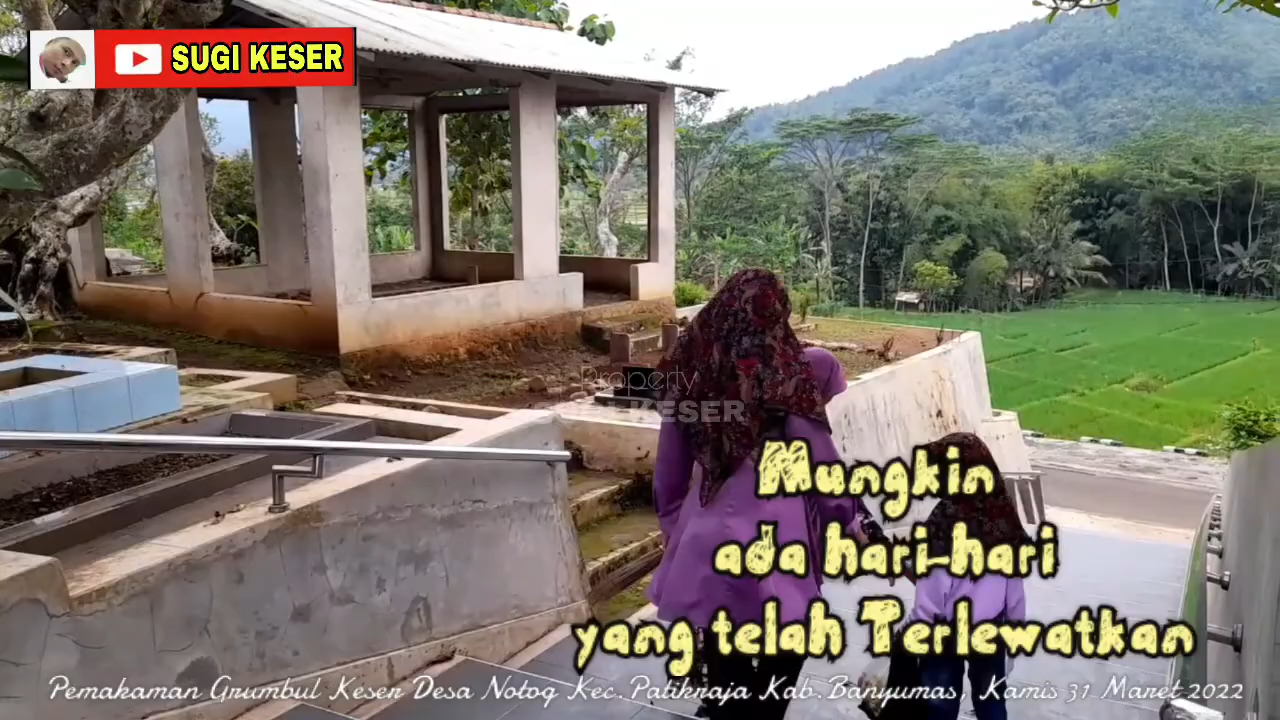 SUGI KESER
Property
SUGI KESER
Mungkin
ada hari-hari
yang telah Terlewatkan
Pemakaman Grumbul Keser Desa Notog Kec.Patikraja Kab.Banyumas, Kamis 31 Maret 2022